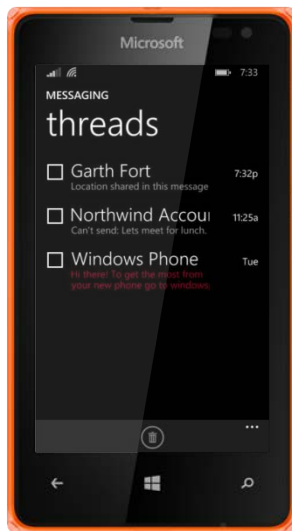 Microsoft
7:33
MESSAGING
threads
Garth Fort
7:32p
Location shared in this message
Northwind Accou
11:25a
Can't send: Lets meet for lunch.
Windows Phone
Tue
Hi there! To get the most from
your new phone go to windows.